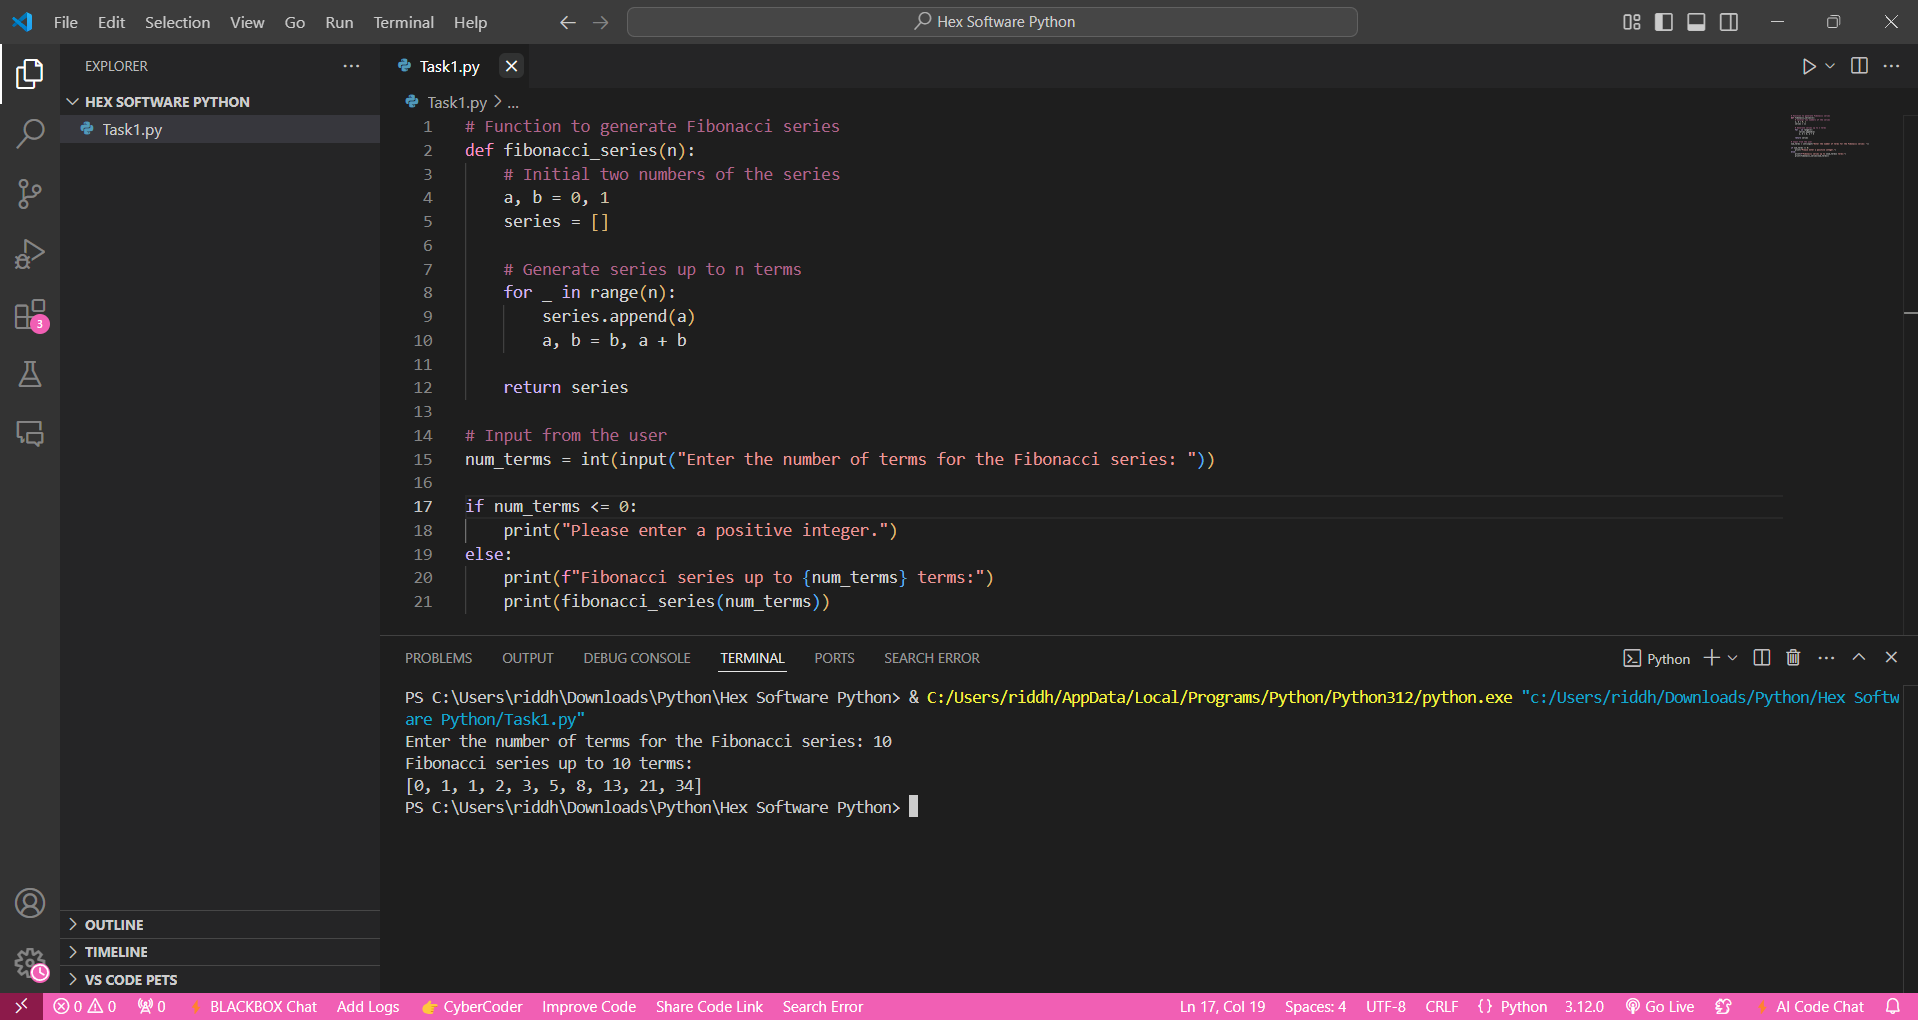 File Edit Selection View Go Run Terminal Help
Hex Software Python
EXPLORER
HEX SOFTWARE PYTHON
Task1.py
OUTLINE
TIMELINE
VS CODE PETS
3
Task1.py
Task1.py > ...
1 # Function to generate Fibonacci series
2 def fibonacci_series(n):
3     # Initial two numbers of the series
4     a, b = 0, 1
5     series = []
6
7     # Generate series up to n terms
8     for _ in range(n):
9         series.append(a)
10         a, b = b, a + b
11
12     return series
13
14 # Input from the user
15 num_terms = int(input("Enter the number of terms for the Fibonacci series: "))
16
17 if num_terms <= 0:
18     print("Please enter a positive integer.")
19 else:
20     print(f"Fibonacci series up to {num_terms} terms:")
21     print(fibonacci_series(num_terms))
PROBLEMS OUTPUT DEBUG CONSOLE TERMINAL PORTS SEARCH ERROR
Python
PS C:\Users\riddh\Downloads\Python\Hex Software Python> & C:/Users/riddh/AppData/Local/Programs/Python/Python312/python.exe "c:/Users/riddh/Downloads/Python/Hex Softw
are Python/Task1.py"
Enter the number of terms for the Fibonacci series: 10
Fibonacci series up to 10 terms:
[0, 1, 1, 2, 3, 5, 8, 13, 21, 34]
PS C:\Users\riddh\Downloads\Python\Hex Software Python>
0 0 0 BLACKBOX Chat Add Logs CyberCoder Improve Code Share Code Link Search Error Ln 17, Col 19 Spaces: 4 UTF-8 CRLF {} Python 3.12.0 Go Live AI Code Chat